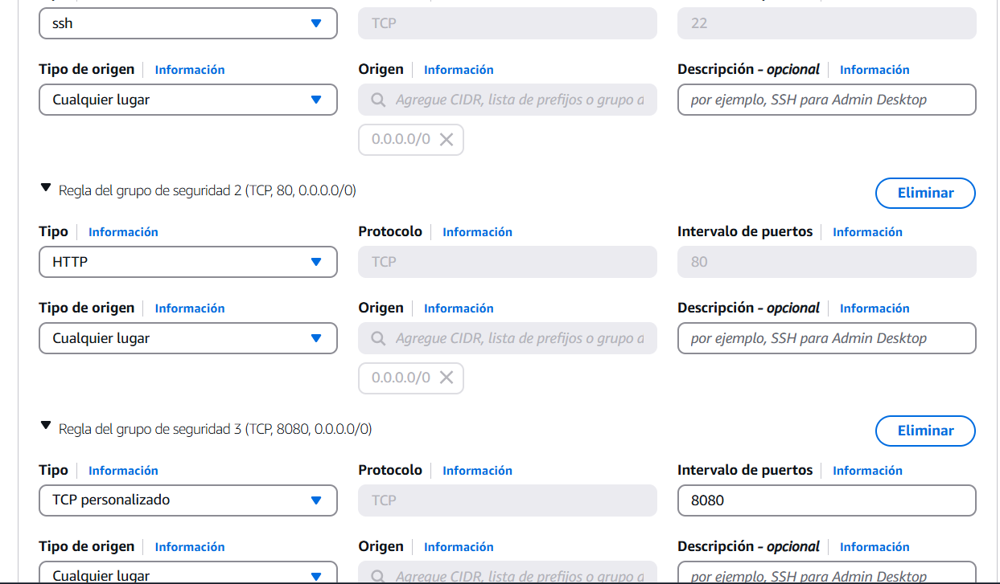 ssh TCP 22
Tipo de origen Información Origen Información Descripción - opcional Información
Cualquier lugar Agregue CIDR, lista de prefijos o grupo d por ejemplo, SSH para Admin Desktop
0.0.0.0/0
Regla del grupo de seguridad 2 (TCP, 80, 0.0.0.0/0) Eliminar
Tipo Información Protocolo Información Intervalo de puertos Información
HTTP TCP 80
Tipo de origen Información Origen Información Descripción - opcional Información
Cualquier lugar Agregue CIDR, lista de prefijos o grupo d por ejemplo, SSH para Admin Desktop
0.0.0.0/0
Regla del grupo de seguridad 3 (TCP, 8080, 0.0.0.0/0) Eliminar
Tipo Información Protocolo Información Intervalo de puertos Información
TCP personalizado TCP 8080
Tipo de origen Información Origen Información Descripción - opcional Información
Cualquier lugar Agregue CIDR, lista de prefijos o grupo d por ejemplo, SSH para Admin Desktop